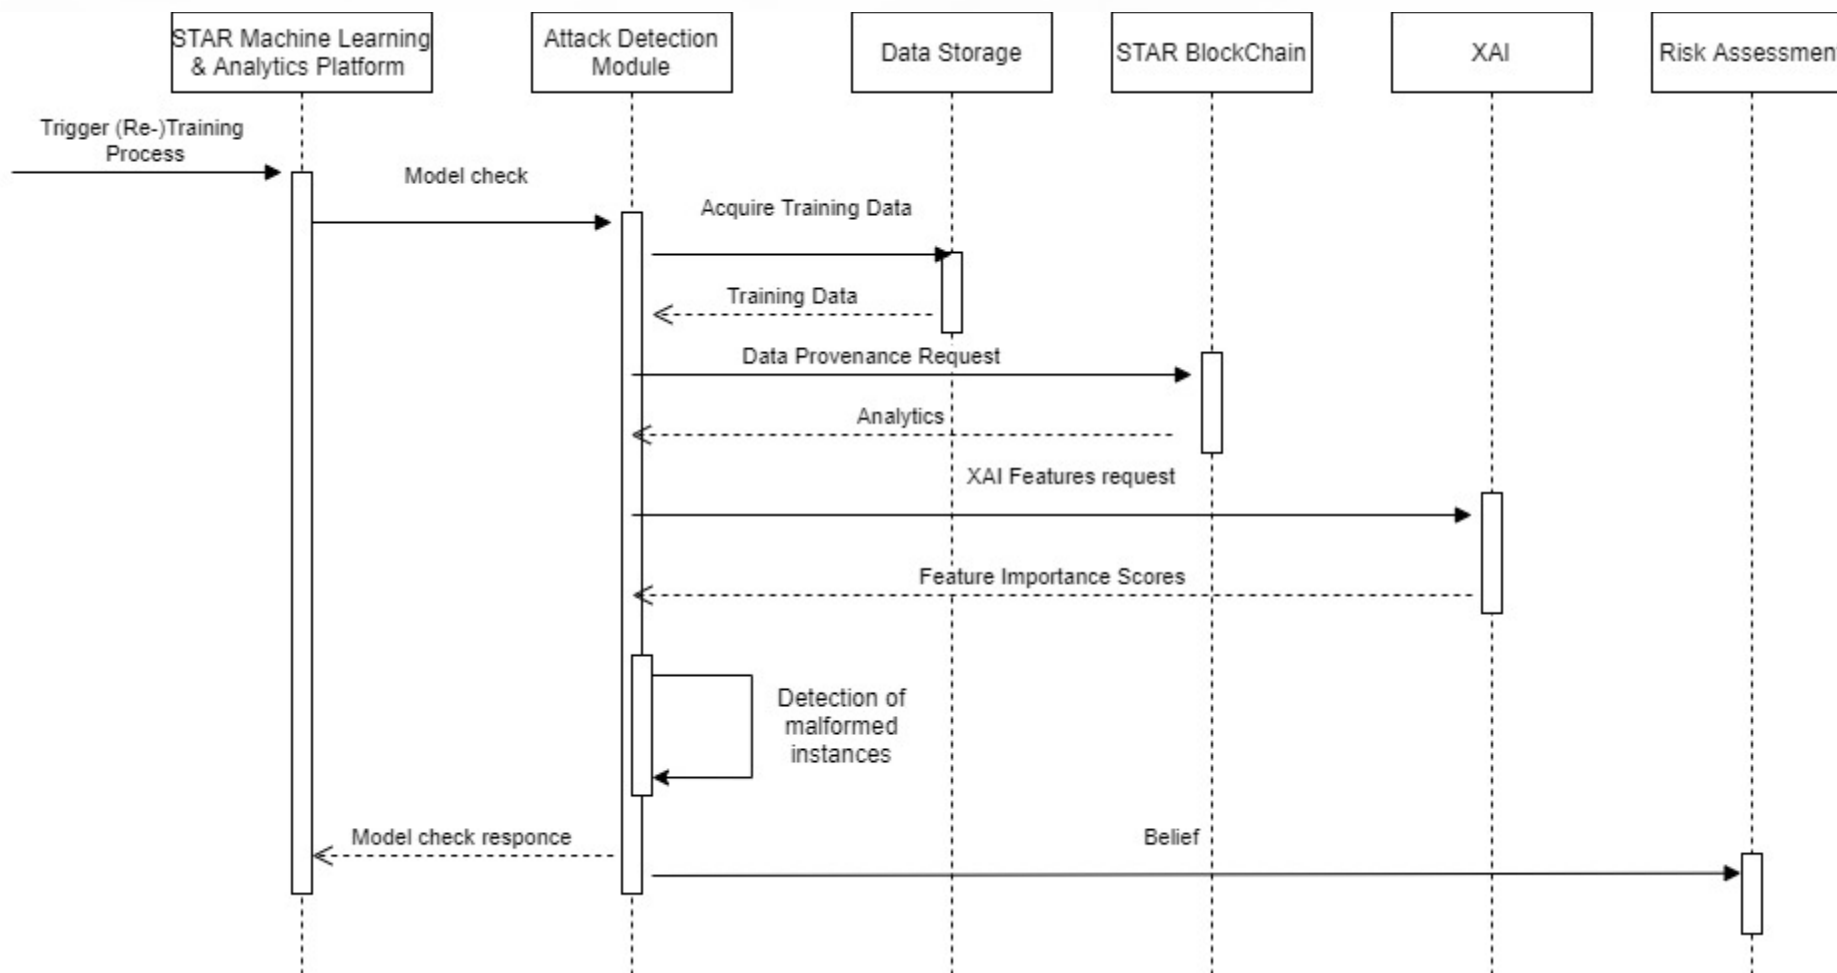 STAR Machine Learning
& Analytics Platform
Attack Detection
Module
Data Storage
STAR BlockChain
XAI
Risk Assessment
Trigger (Re-)Training
Process
Model check
Acquire Training Data
Training Data
Data Provenance Request
Analytics
XAI Features request
Feature Importance Scores
Detection of
malformed
instances
Model check responce
Belief